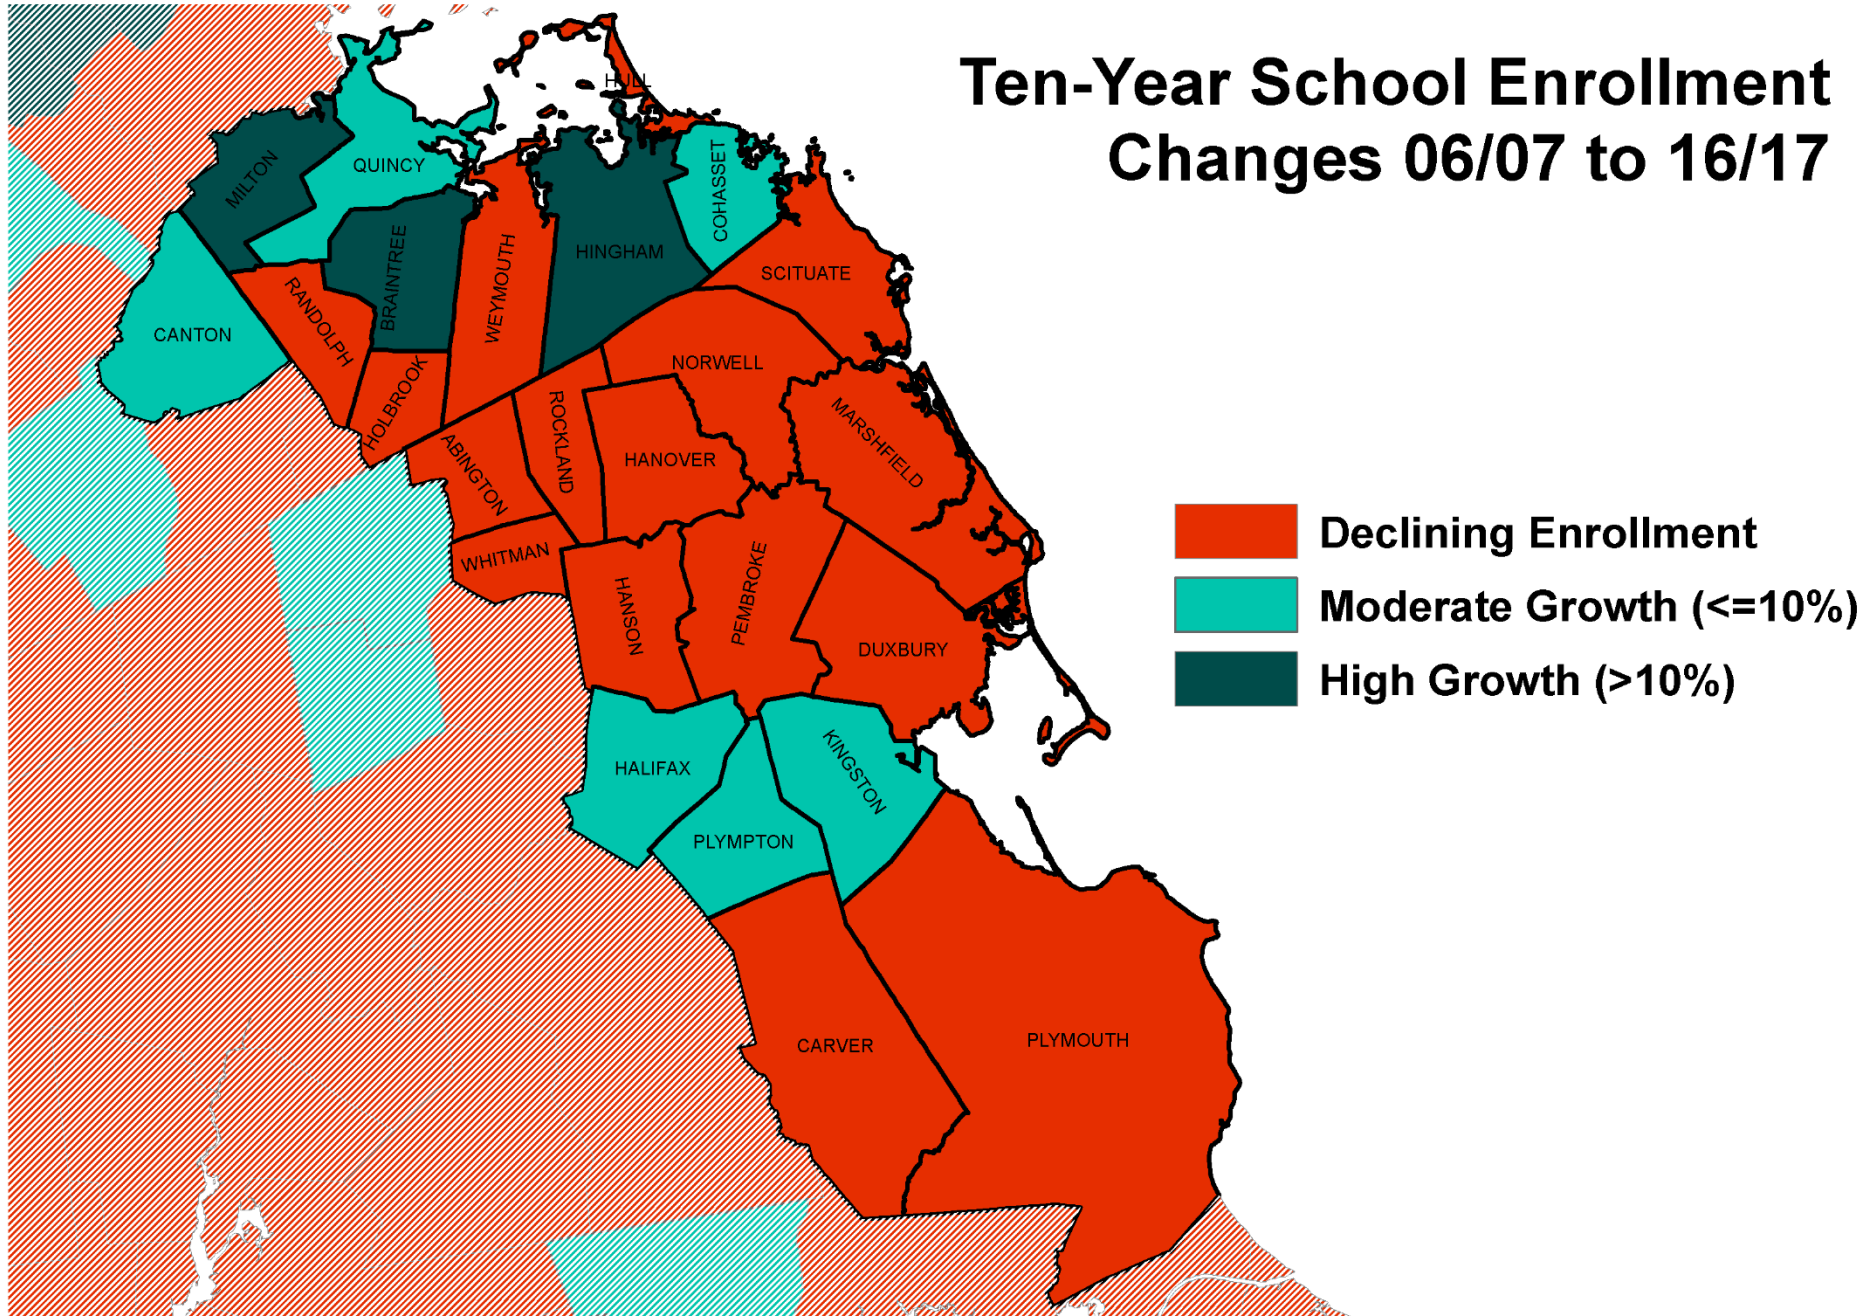 Ten-Year School Enrollment
Changes 06/07 to 16/17
HULL
QUINCY
MILTON
COHASSET
BRAINTREE
WEYMOUTH
HINGHAM
SCITUATE
RANDOLPH
CANTON
NORWELL
HOLBROOK
ROCKLAND
MARSHFIELD
ABINGTON
HANOVER
WHITMAN
HANSON
PEMBROKE
DUXBURY
HALIFAX
KINGSTON
PLYMPTON
CARVER
PLYMOUTH
Declining Enrollment
Moderate Growth (<=10%)
High Growth (>10%)